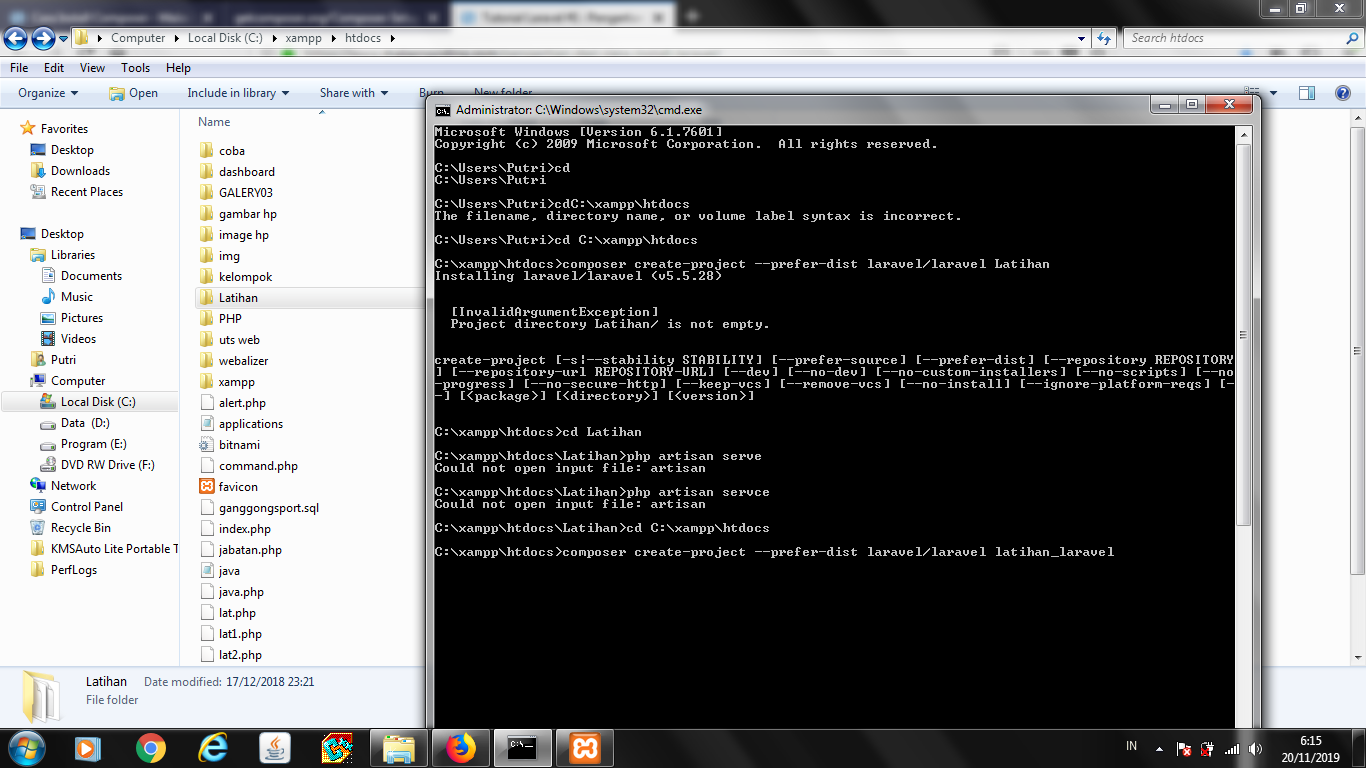 Computer ▸ Local Disk (C:) ▸ xampp ▸ htdocs ▸
Search htdocs
File Edit View Tools Help
Organize Open Include in library Share with Burn New folder
Favorites
Desktop
Downloads
Recent Places
Desktop
Libraries
Documents
Music
Pictures
Videos
Putri
Computer
Local Disk (C:)
Data (D:)
Program (E:)
DVD RW Drive (F:)
Network
Control Panel
Recycle Bin
KMSAuto Lite Portable
PerfLogs
Name
coba
dashboard
GALERY03
gambar hp
image hp
img
kelompok
Latihan
PHP
uts web
webalizer
xampp
alert.php
applications
bitnami
command.php
favicon
ganggongsport.sql
index.php
jabatan.php
java
java.php
lat.php
lat1.php
lat2.php
Administrator: C:\Windows\system32\cmd.exe
Microsoft Windows [Version 6.1.7601]
Copyright (c) 2009 Microsoft Corporation.  All rights reserved.
C:\Users\Putri>cd
C:\Users\Putri
C:\Users\Putri>cdC:\xampp\htdocs
The filename, directory name, or volume label syntax is incorrect.
C:\Users\Putri>cd C:\xampp\htdocs
C:\xampp\htdocs>composer create-project --prefer-dist laravel/laravel Latihan
Installing laravel/laravel (v5.5.28)
[InvalidArgumentException]
Project directory Latihan/ is not empty.
create-project [-s|--stability STABILITY] [--prefer-source] [--prefer-dist] [--repository REPOSITORY
] [--repository-url REPOSITORY-URL] [--dev] [--no-dev] [--no-custom-installers] [--no-scripts] [--no
-progress] [--no-secure-http] [--keep-vcs] [--remove-vcs] [--no-install] [--ignore-platform-reqs] [-
-] [<package>] [<directory>] [<version>]
C:\xampp\htdocs>cd Latihan
C:\xampp\htdocs\Latihan>php artisan serve
Could not open input file: artisan
C:\xampp\htdocs\Latihan>php artisan servce
Could not open input file: artisan
C:\xampp\htdocs\Latihan>cd C:\xampp\htdocs
C:\xampp\htdocs>composer create-project --prefer-dist laravel/laravel latihan_laravel
Latihan Date modified: 17/12/2018 23:21
File folder
IN
6:15
20/11/2019